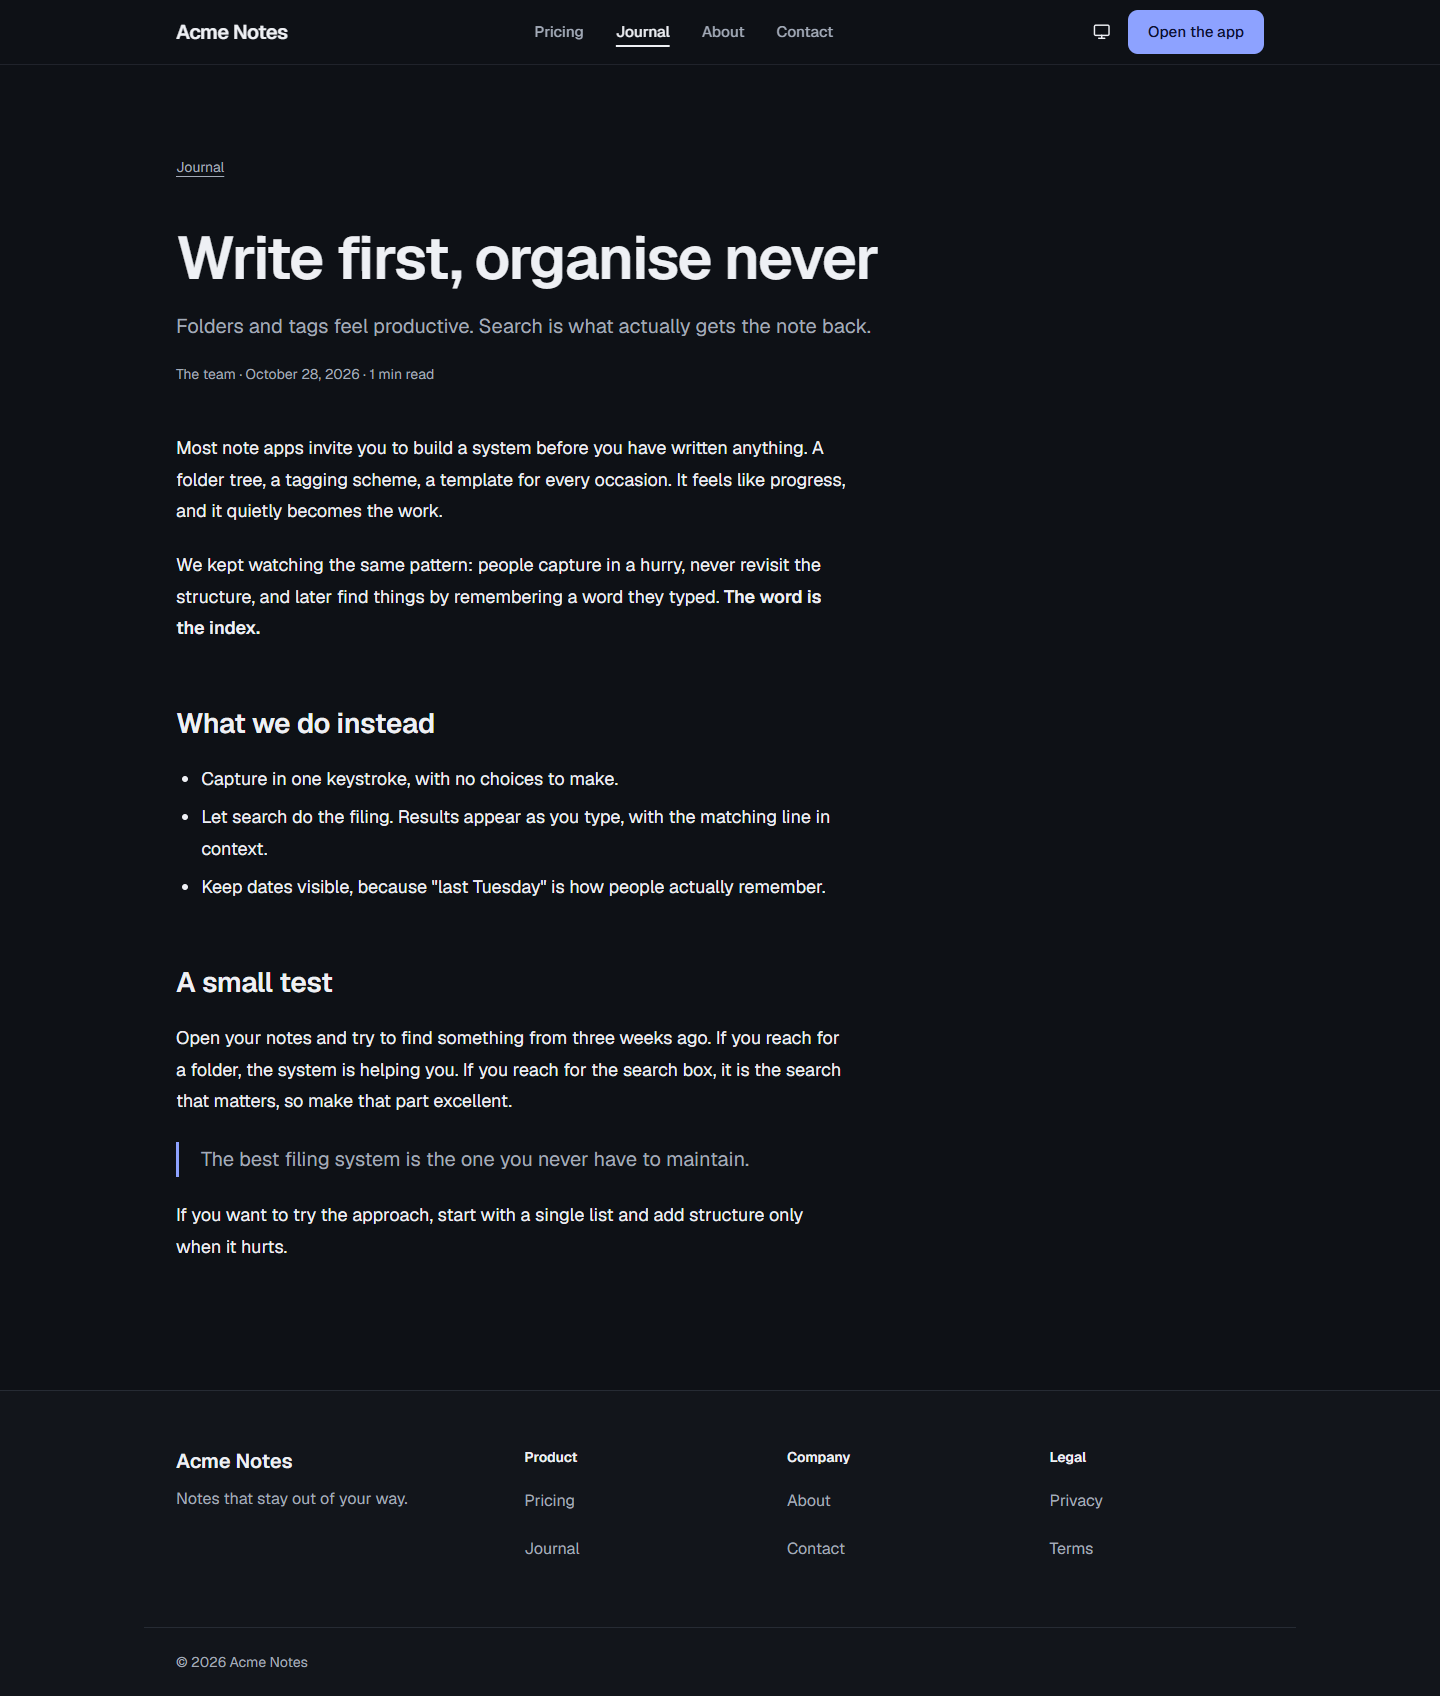 Acme Notes
Pricing
Journal
About
Contact
Open the app
Journal
Write first, organise never
Folders and tags feel productive. Search is what actually gets the note back.
The team · October 28, 2026 · 1 min read
Most note apps invite you to build a system before you have written anything. A
folder tree, a tagging scheme, a template for every occasion. It feels like progress,
and it quietly becomes the work.
We kept watching the same pattern: people capture in a hurry, never revisit the
structure, and later find things by remembering a word they typed. The word is
the index.
What we do instead
• Capture in one keystroke, with no choices to make.
• Let search do the filing. Results appear as you type, with the matching line in
context.
• Keep dates visible, because "last Tuesday" is how people actually remember.
A small test
Open your notes and try to find something from three weeks ago. If you reach for
a folder, the system is helping you. If you reach for the search box, it is the search
that matters, so make that part excellent.
The best filing system is the one you never have to maintain.
If you want to try the approach, start with a single list and add structure only
when it hurts.
Acme Notes
Notes that stay out of your way.
Product
Pricing
Journal
Company
About
Contact
Legal
Privacy
Terms
© 2026 Acme Notes